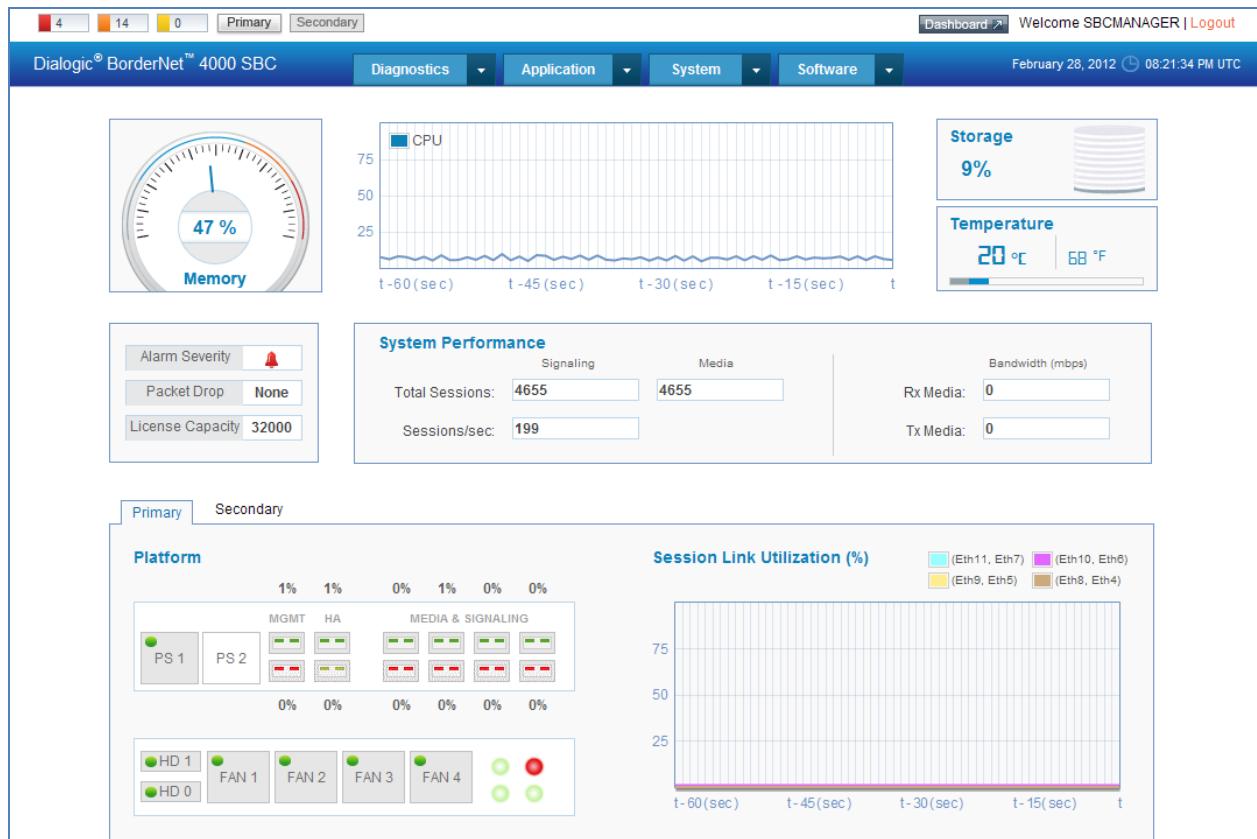 4 14 0 Primary Secondary Dashboard Welcome SBCMANAGER | Logout
Dialogic® BorderNet™ 4000 SBC Diagnostics Application System Software February 28, 2012 08:21:34 PM UTC
CPU
75
50
25
t-60(sec) t-45(sec) t-30(sec) t-15(sec) t
47 %
Memory
Storage
9%
Temperature
20 °C 68 °F
Alarm Severity
Packet Drop None
License Capacity 32000
System Performance
Signaling Media Bandwidth (mbps)
Total Sessions: 4655 4655 Rx Media: 0
Sessions/sec: 199 Tx Media: 0
Primary Secondary
Platform
1% 1% 0% 1% 0% 0%
MGMT HA MEDIA & SIGNALING
PS 1 PS 2
0% 0% 0% 0% 0% 0%
HD 1
HD 0
FAN 1 FAN 2 FAN 3 FAN 4
Session Link Utilization (%)
(Eth11, Eth7) (Eth10, Eth6)
(Eth9, Eth5) (Eth8, Eth4)
75
50
25
t-60(sec) t-45(sec) t-30(sec) t-15(sec) t